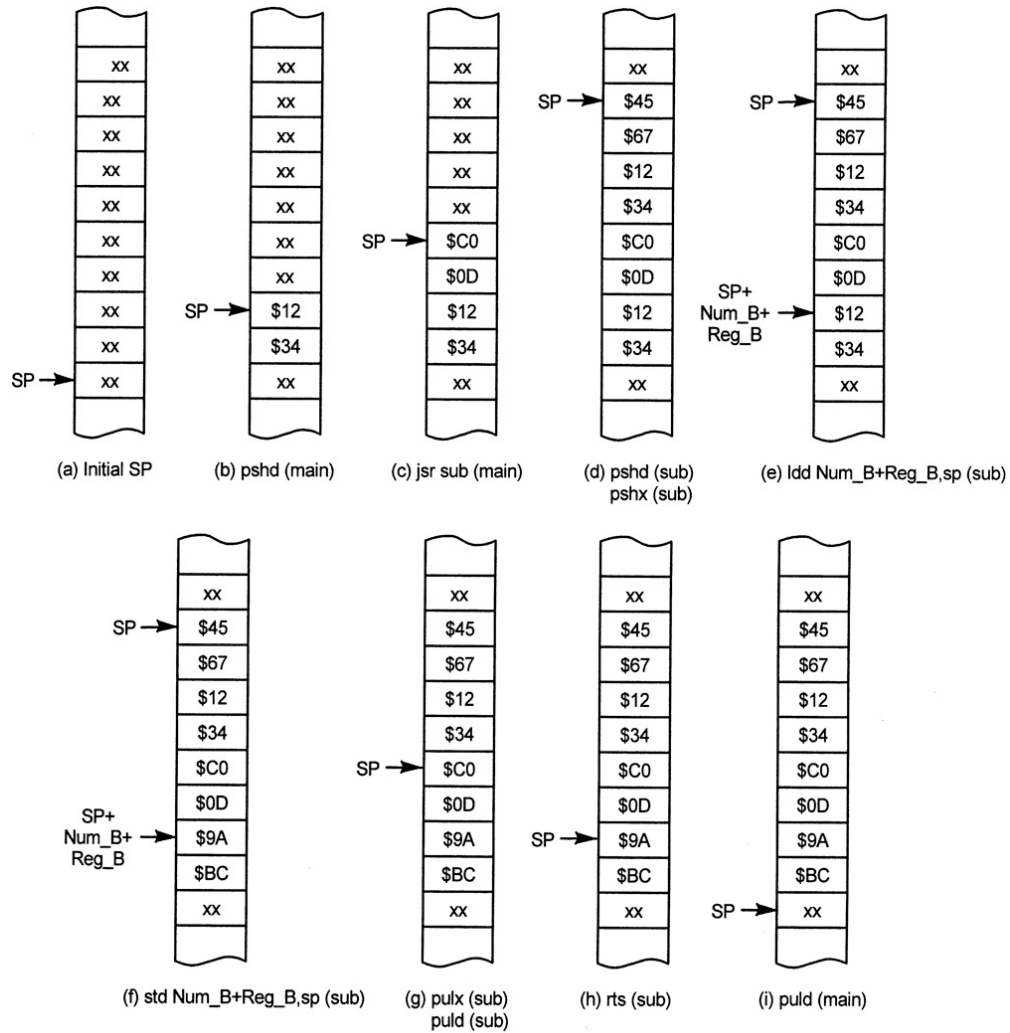 xx
xx
xx
xx
xx
xx
xx
xx
xx
SP xx
(a) Initial SP
xx
xx
xx
xx
xx
xx
xx
SP $12
$34
xx
(b) pshd (main)
xx
xx
xx
xx
xx
SP $C0
$0D
$12
$34
xx
(c) jsr sub (main)
xx
SP $45
$67
$12
$34
$C0
$0D
$12
$34
xx
(d) pshd (sub)
pshx (sub)
xx
SP $45
$67
$12
$34
$C0
$0D
SP+
Num_B+
Reg_B
$12
$34
xx
(e) ldd Num_B+Reg_B,sp (sub)
xx
SP $45
$67
$12
$34
$C0
$0D
SP+
Num_B+
Reg_B
$9A
$BC
xx
(f) std Num_B+Reg_B,sp (sub)
xx
$45
$67
$12
$34
SP $C0
$0D
$9A
$BC
xx
(g) pulx (sub)
puld (sub)
xx
$45
$67
$12
$34
$C0
$0D
SP $9A
$BC
xx
(h) rts (sub)
xx
$45
$67
$12
$34
$C0
$0D
$9A
$BC
SP xx
(i) puld (main)